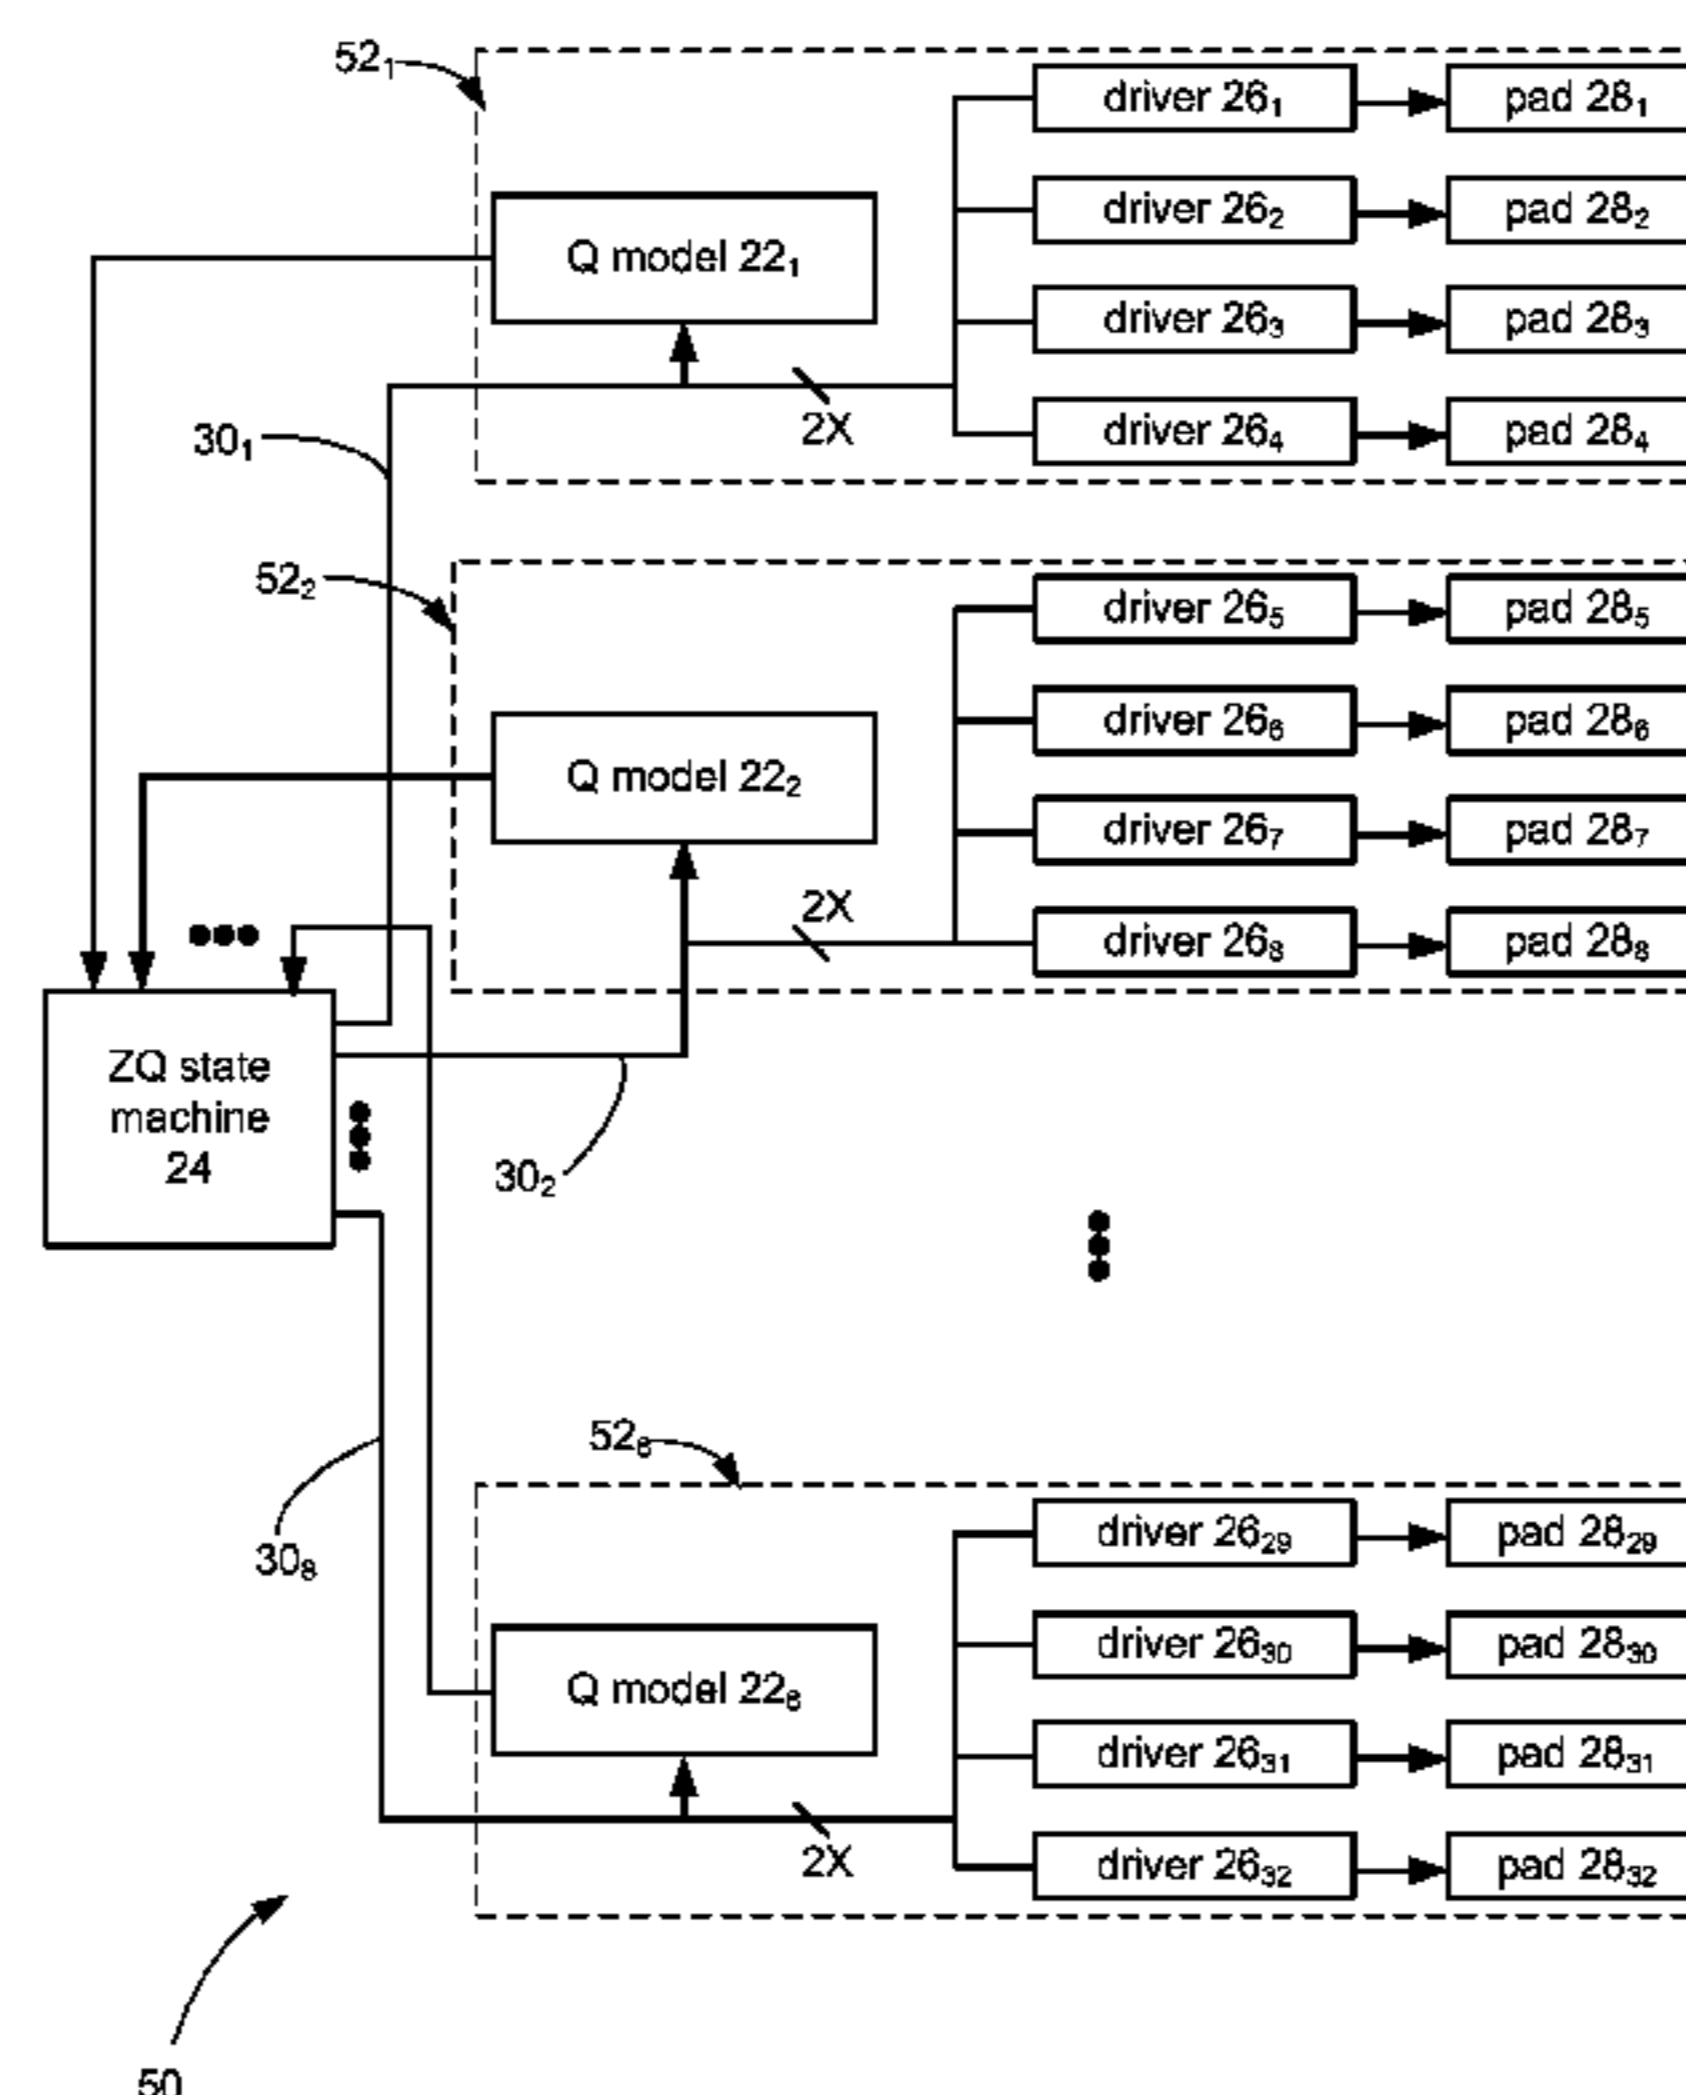 52₁
driver 26₁
pad 28₁
driver 26₂
pad 28₂
Q model 22₁
driver 26₃
pad 28₃
2X
driver 26₄
pad 28₄
30₁
52₂
driver 26₅
pad 28₅
driver 26₆
pad 28₆
Q model 22₂
driver 26₇
pad 28₇
2X
driver 26₈
pad 28₈
ZQ state
machine
24
30₂
52₈
driver 26₂₉
pad 28₂₉
30₈
driver 26₃₀
pad 28₃₀
Q model 22₈
driver 26₃₁
pad 28₃₁
2X
driver 26₃₂
pad 28₃₂
50